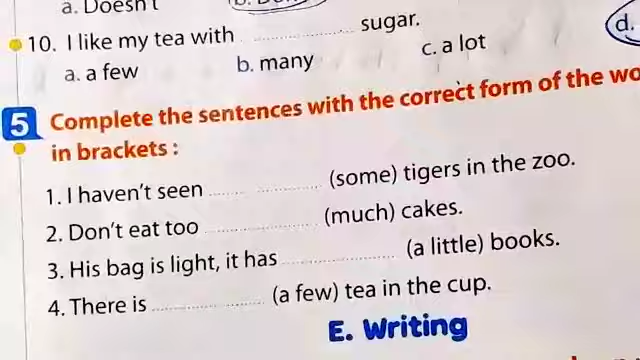 a. Doesn't
10. I like my tea with .................... sugar.
a. a few b. many c. a lot d.
5 Complete the sentences with the correct form of the
in brackets :
1. I haven't seen .................... (some) tigers in the zoo.
2. Don't eat too .................... (much) cakes.
3. His bag is light, it has .................... (a little) books.
4. There is .................... (a few) tea in the cup.
E. Writing